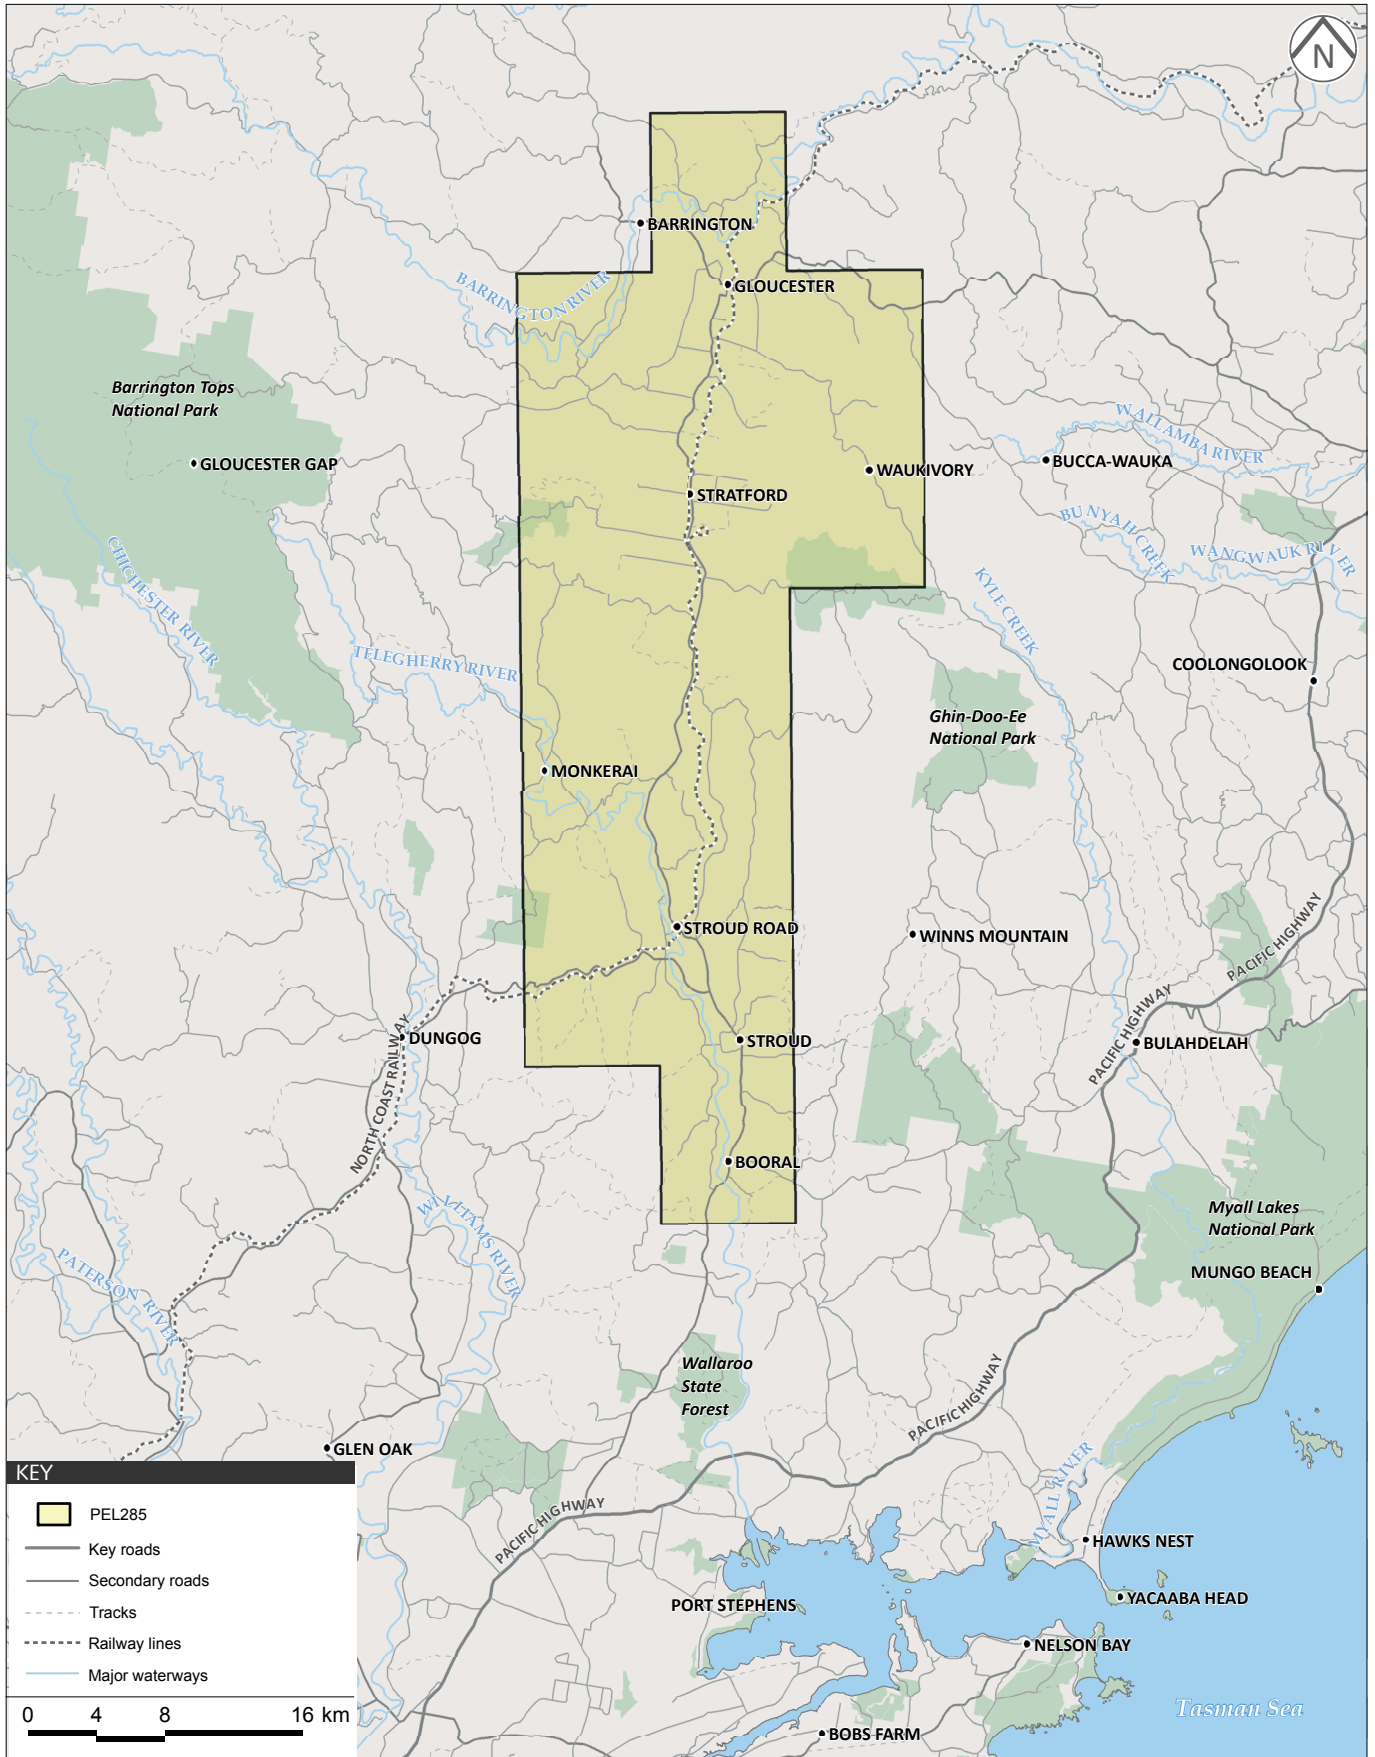 N
BARRINGTON
BARRINGTON RIVER
GLOUCESTER
Barrington Tops
National Park
GLOUCESTER GAP
WALLAMBA RIVER
BUCCA-WAUKA
WAUKIVORY
STRATFORD
BUNYAH CREEK
WANGWAUK RIVER
CHICHESTER RIVER
KYLE CREEK
TELEGHERRY RIVER
COOLONGOLOOK
Ghin-Doo-Ee
National Park
MONKERAI
STROUD ROAD
WINNS MOUNTAIN
PACIFIC HIGHWAY
PACIFIC HIGHWAY
DUNGOG
STROUD
BULAHDELAH
NORTH COAST RAILWAY
BOORAL
WILLIAMS RIVER
Myall Lakes
National Park
PATERSON RIVER
MUNGO BEACH
Wallaroo
State
Forest
PACIFIC HIGHWAY
GLEN OAK
MYALL RIVER
PACIFIC HIGHWAY
HAWKS NEST
YACAABA HEAD
PORT STEPHENS
NELSON BAY
Tasman Sea
BOBS FARM
KEY
PEL285
Key roads
Secondary roads
Tracks
Railway lines
Major waterways
0 4 8 16 km